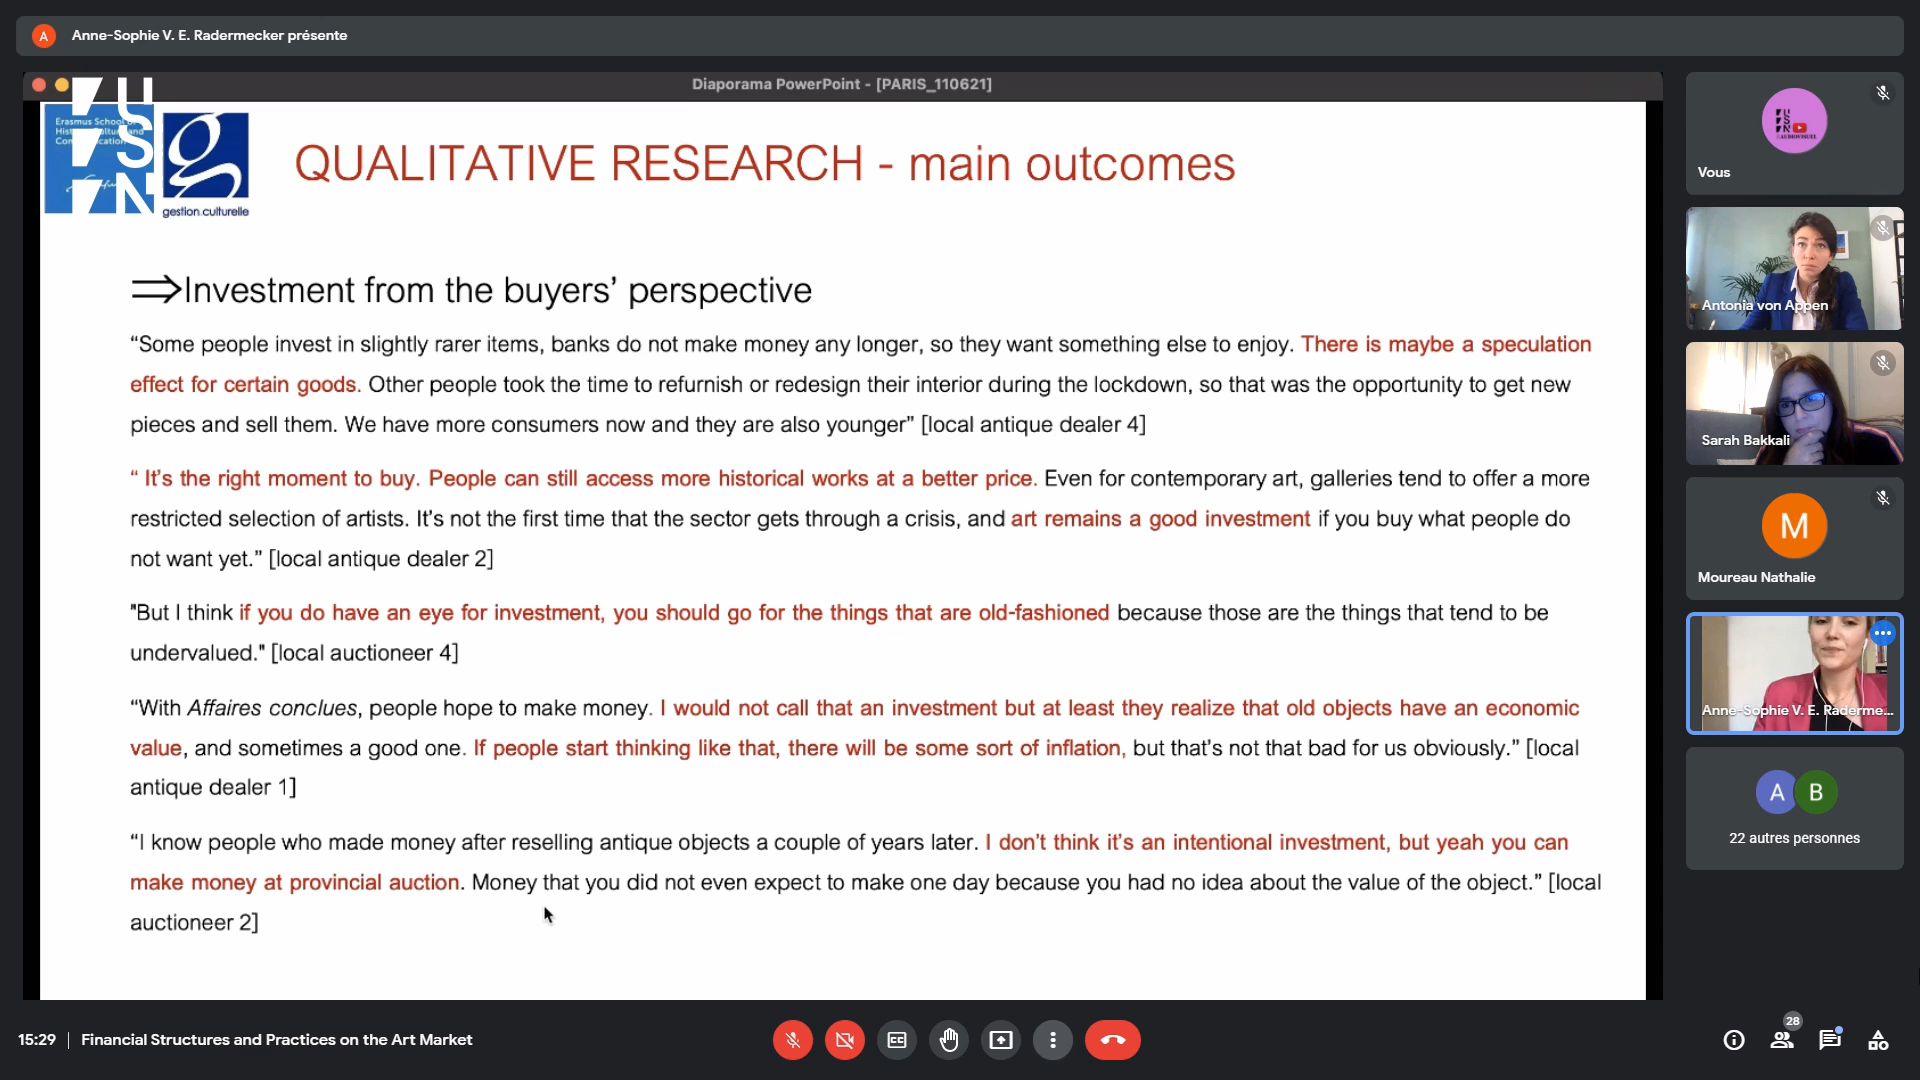 A
Anne-Sophie V. E. Radermecker présente
Diaporama PowerPoint - [PARIS_110621]
Erasmus School of
USN
gestion.culturelle
QUALITATIVE RESEARCH - main outcomes
⇒Investment from the buyers’ perspective
“Some people invest in slightly rarer items, banks do not make money any longer, so they want something else to enjoy. There is maybe a speculation
effect for certain goods. Other people took the time to refurnish or redesign their interior during the lockdown, so that was the opportunity to get new
pieces and sell them. We have more consumers now and they are also younger” [local antique dealer 4]
“ It’s the right moment to buy. People can still access more historical works at a better price. Even for contemporary art, galleries tend to offer a more
restricted selection of artists. It’s not the first time that the sector gets through a crisis, and art remains a good investment if you buy what people do
not want yet.” [local antique dealer 2]
"But I think if you do have an eye for investment, you should go for the things that are old-fashioned because those are the things that tend to be
undervalued." [local auctioneer 4]
“With Affaires conclues, people hope to make money. I would not call that an investment but at least they realize that old objects have an economic
value, and sometimes a good one. If people start thinking like that, there will be some sort of inflation, but that’s not that bad for us obviously.” [local
antique dealer 1]
“I know people who made money after reselling antique objects a couple of years later. I don’t think it’s an intentional investment, but yeah you can
make money at provincial auction. Money that you did not even expect to make one day because you had no idea about the value of the object.” [local
auctioneer 2]
Vous
Antonia von Appen
Sarah Bakkali
M
Moureau Nathalie
Anne-Sophie V. E. Raderme...
A B
22 autres personnes
15:29 | Financial Structures and Practices on the Art Market
28